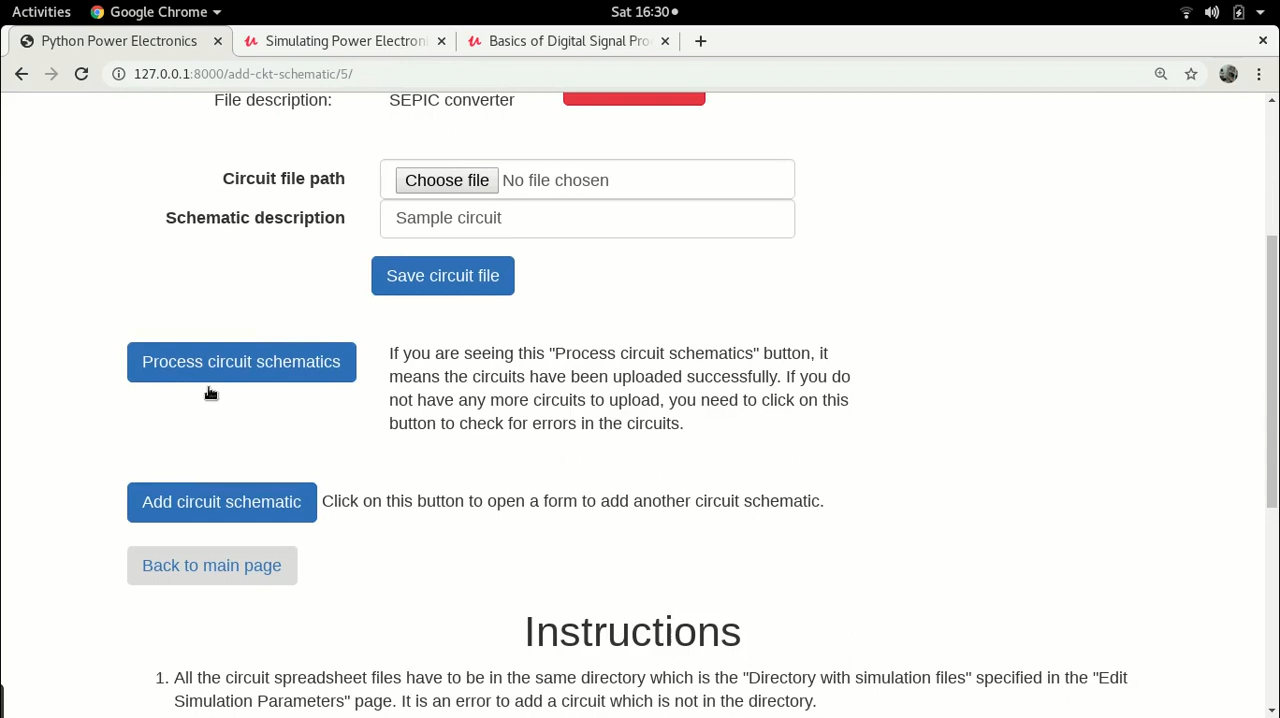 Activities Google Chrome Sat 16:30
Python Power Electronics Simulating Power Electroni Basics of Digital Signal Pro
127.0.0.1:8000/add-ckt-schematic/5/
File description: SEPIC converter
Circuit file path Choose file No file chosen
Schematic description Sample circuit
Save circuit file
Process circuit schematics
If you are seeing this "Process circuit schematics" button, it
means the circuits have been uploaded successfully. If you do
not have any more circuits to upload, you need to click on this
button to check for errors in the circuits.
Add circuit schematic Click on this button to open a form to add another circuit schematic.
Back to main page
Instructions
1. All the circuit spreadsheet files have to be in the same directory which is the "Directory with simulation files" specified in the "Edit
Simulation Parameters" page. It is an error to add a circuit which is not in the directory.